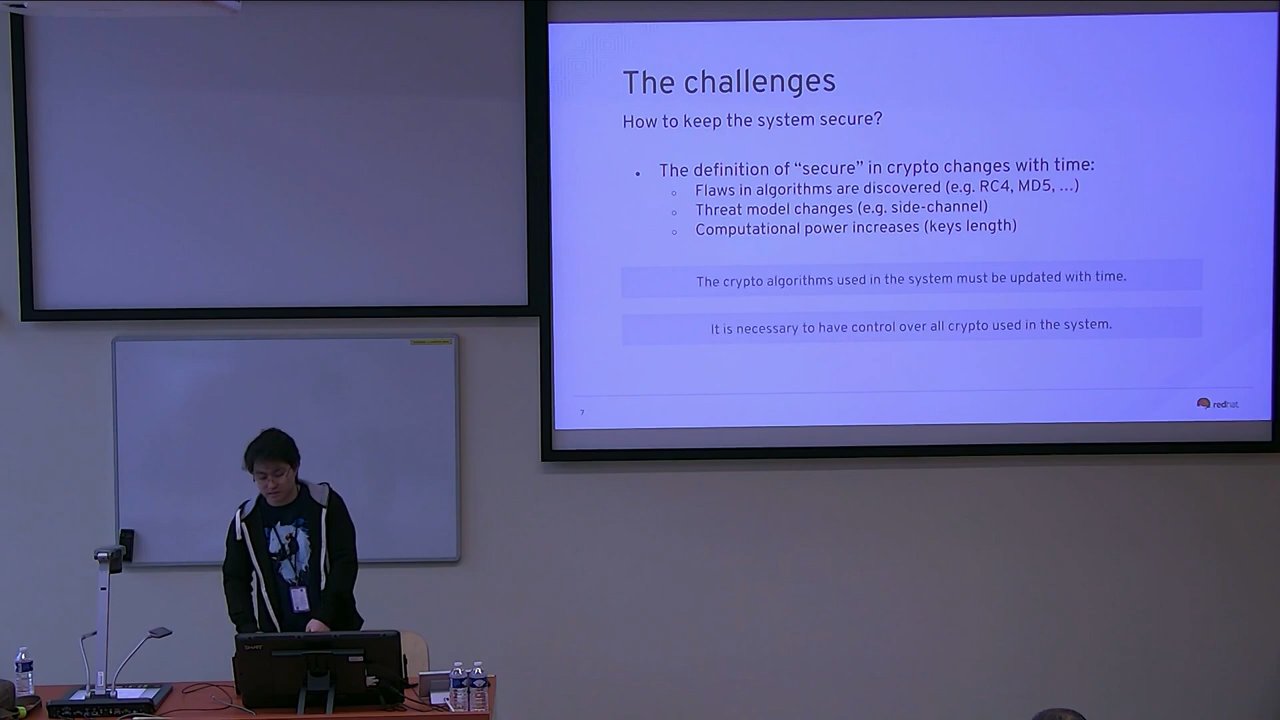 The challenges
How to keep the system secure?
The definition of “secure” in crypto changes with time:
Flaws in algorithms are discovered (e.g. RC4, MD5, ...)
Threat model changes (e.g. side-channel)
Computational power increases (keys length)
The crypto algorithms used in the system must be updated with time.
It is necessary to have control over all crypto used in the system.
7
redhat